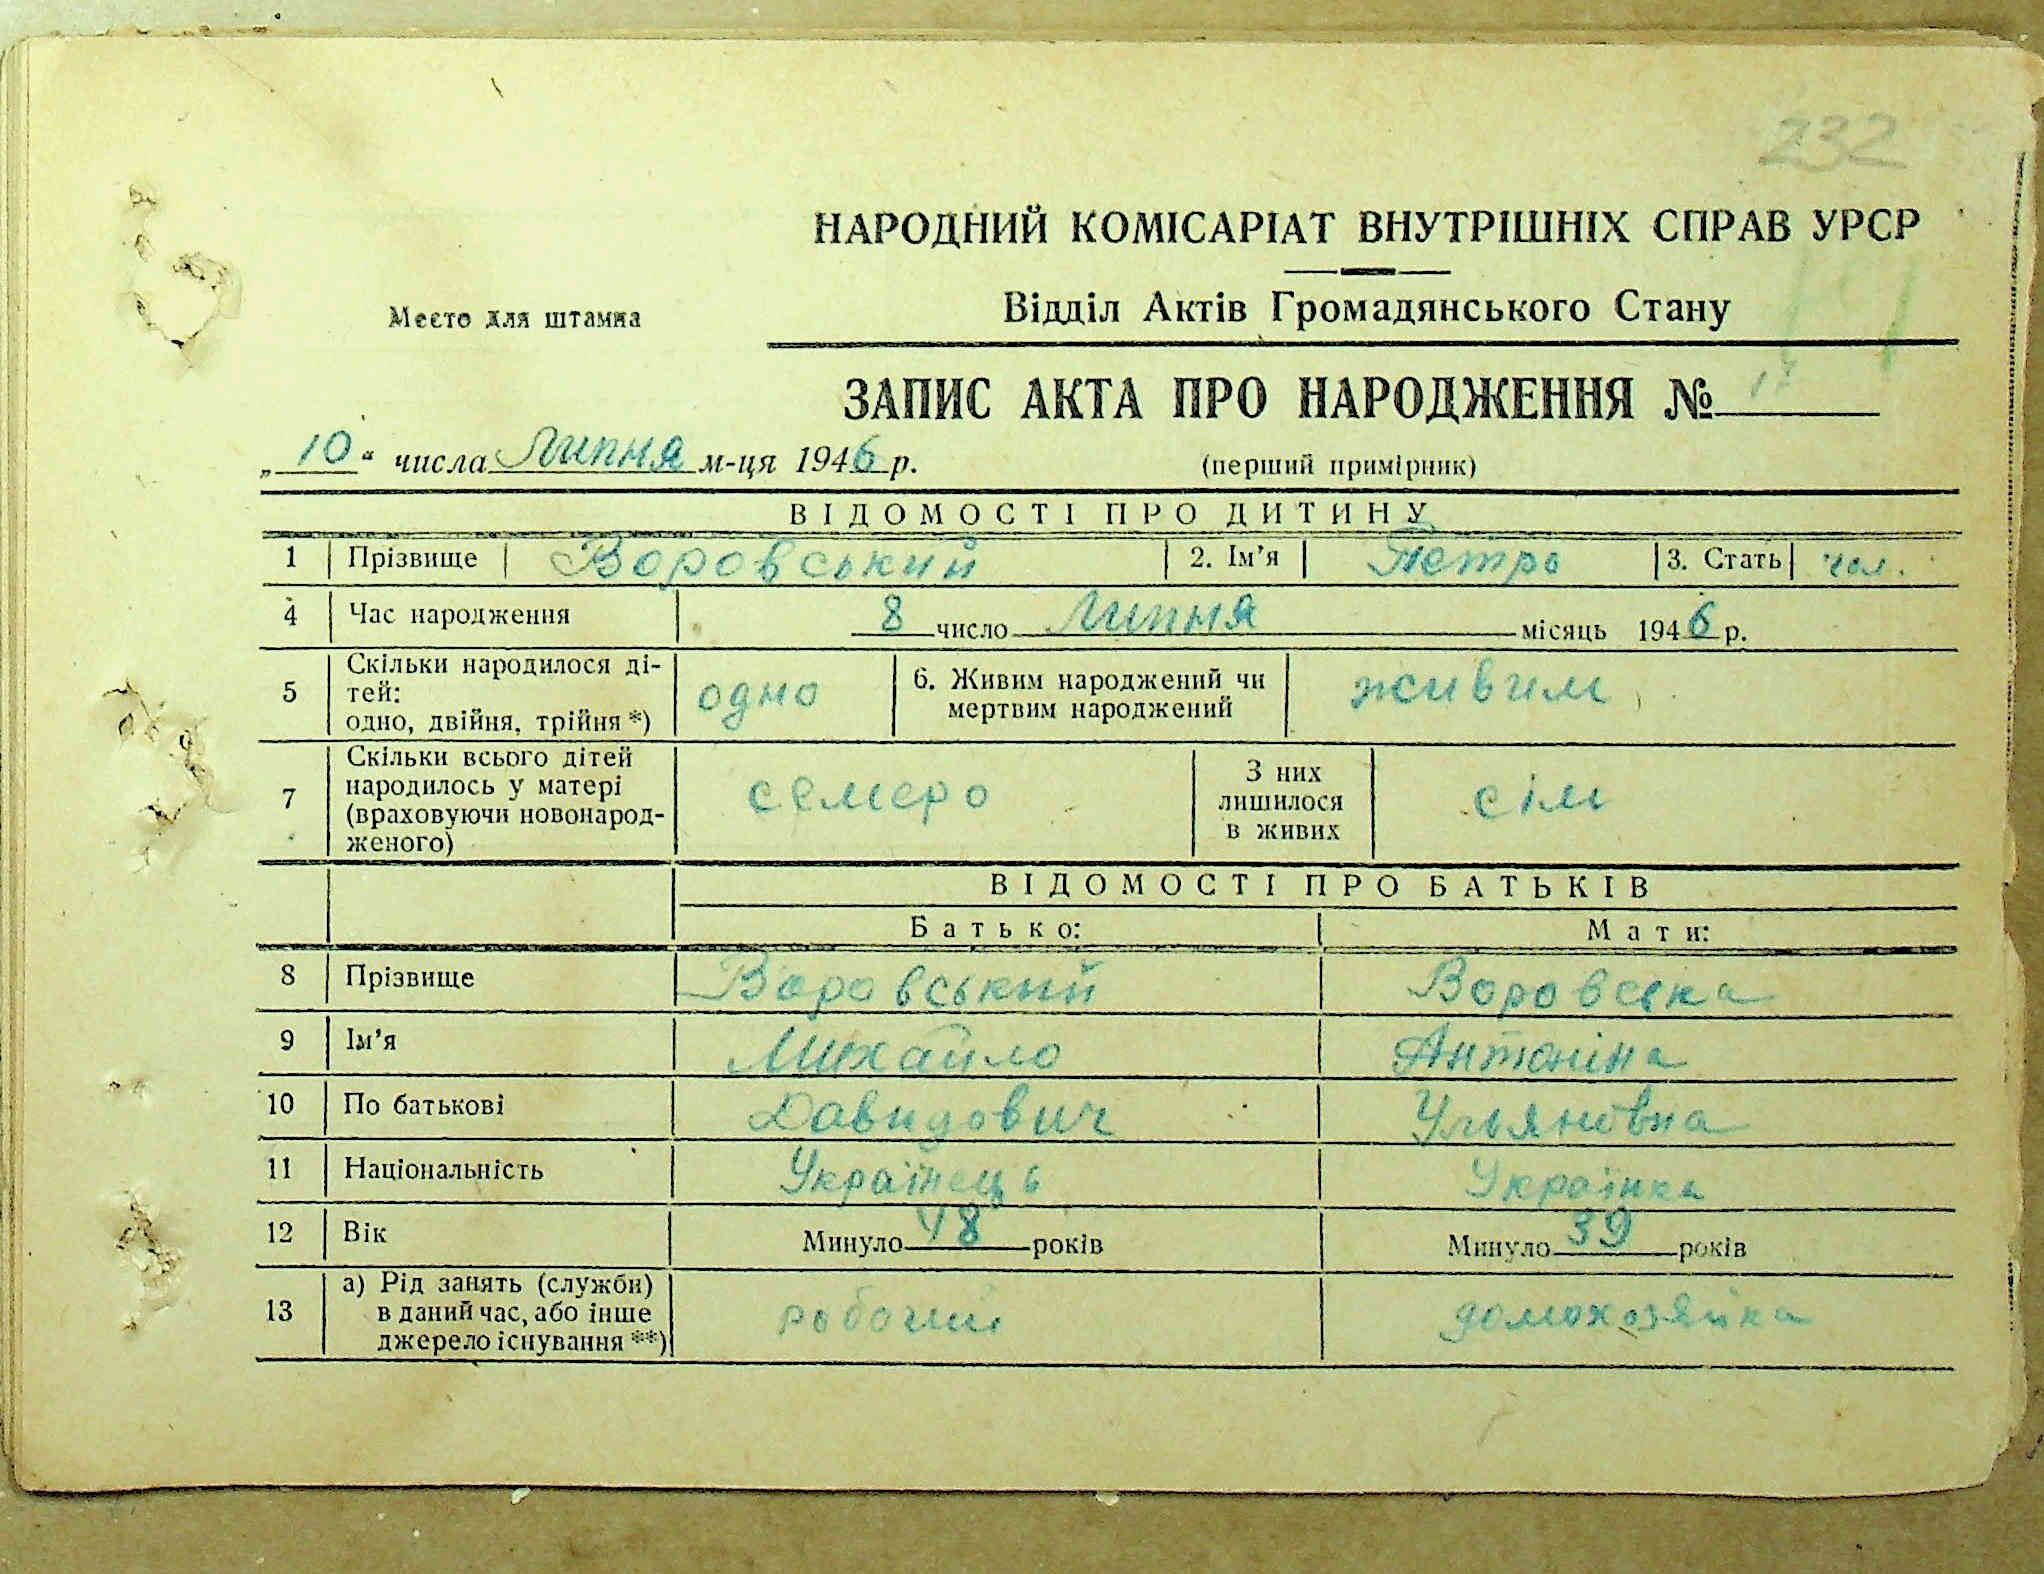 232
НАРОДНИЙ КОМІСАРІАТ ВНУТРІШНІХ СПРАВ УРСР
Место для штампа
Відділ Актів Громадянського Стану
ЗАПИС АКТА ПРО НАРОДЖЕННЯ № 17
„10“ числа Липня м-ця 1946 р.
(перший примірник)
ВІДОМОСТІ ПРО ДИТИНУ
1 Прізвище Воровський 2. Ім’я Петро 3. Стать чол.
4 Час народження 8 число Липня місяць 1946 р.
5 Скільки народилося ді-
тей:
одно, двійня, трійня *) одно 6. Живим народжений чи
мертвим народжений живим
7 Скільки всього дітей
народилось у матері
(враховуючи новонарод-
женого) семеро З них
лишилося
в живих сім
ВІДОМОСТІ ПРО БАТЬКІВ
Батько: Мати:
8 Прізвище Воровський Воровська
9 Ім’я Михайло Антоніна
10 По батькові Давидович Ульяновна
11 Національність Українець Українка
12 Вік Минуло 48 років Минуло 39 років
13 а) Рід занять (служби)
в даний час, або інше
джерело існування **) робочий домохозяйка